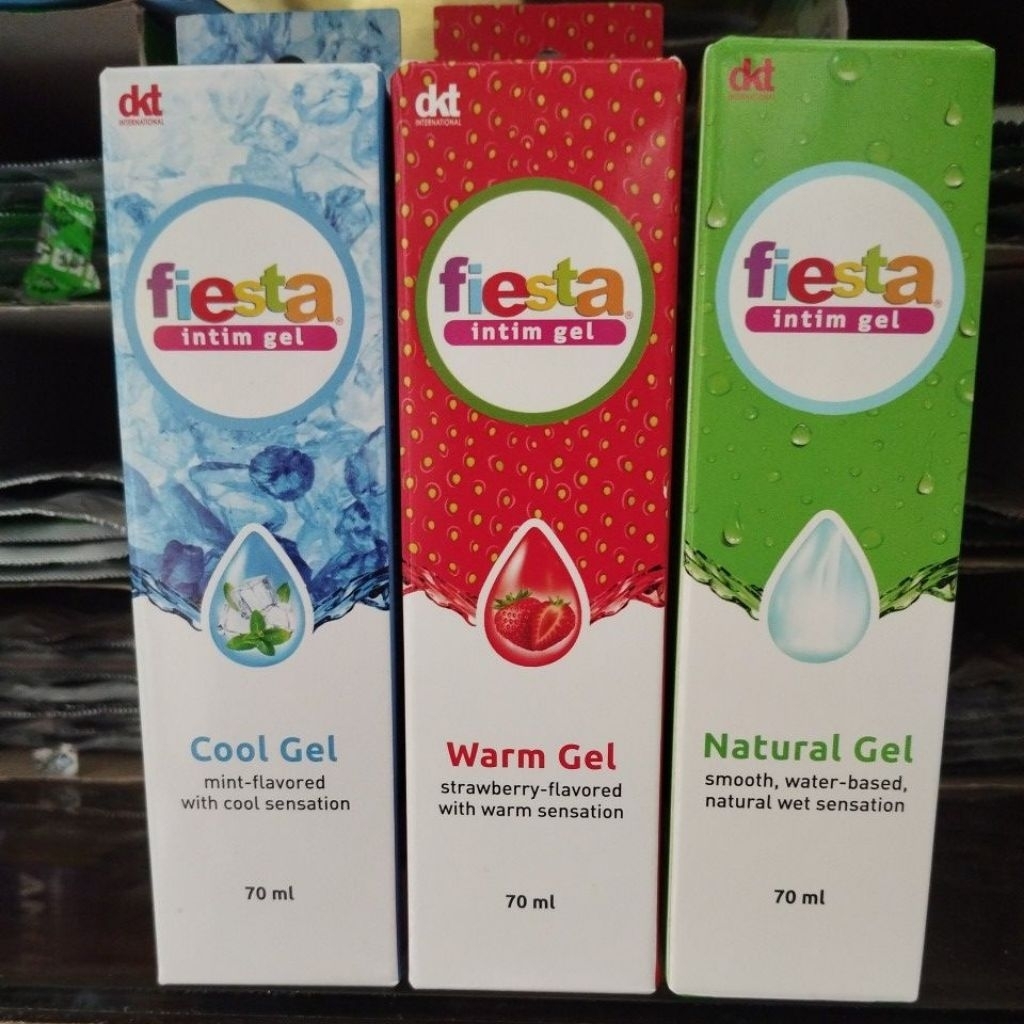 dkt
INTERNATIONAL
fiesta®
intim gel
Cool Gel
mint-flavored
with cool sensation
70 ml
dkt
INTERNATIONAL
fiesta®
intim gel
Warm Gel
strawberry-flavored
with warm sensation
70 ml
dkt
INTERNATIONAL
fiesta®
intim gel
Natural Gel
smooth, water-based,
natural wet sensation
70 ml